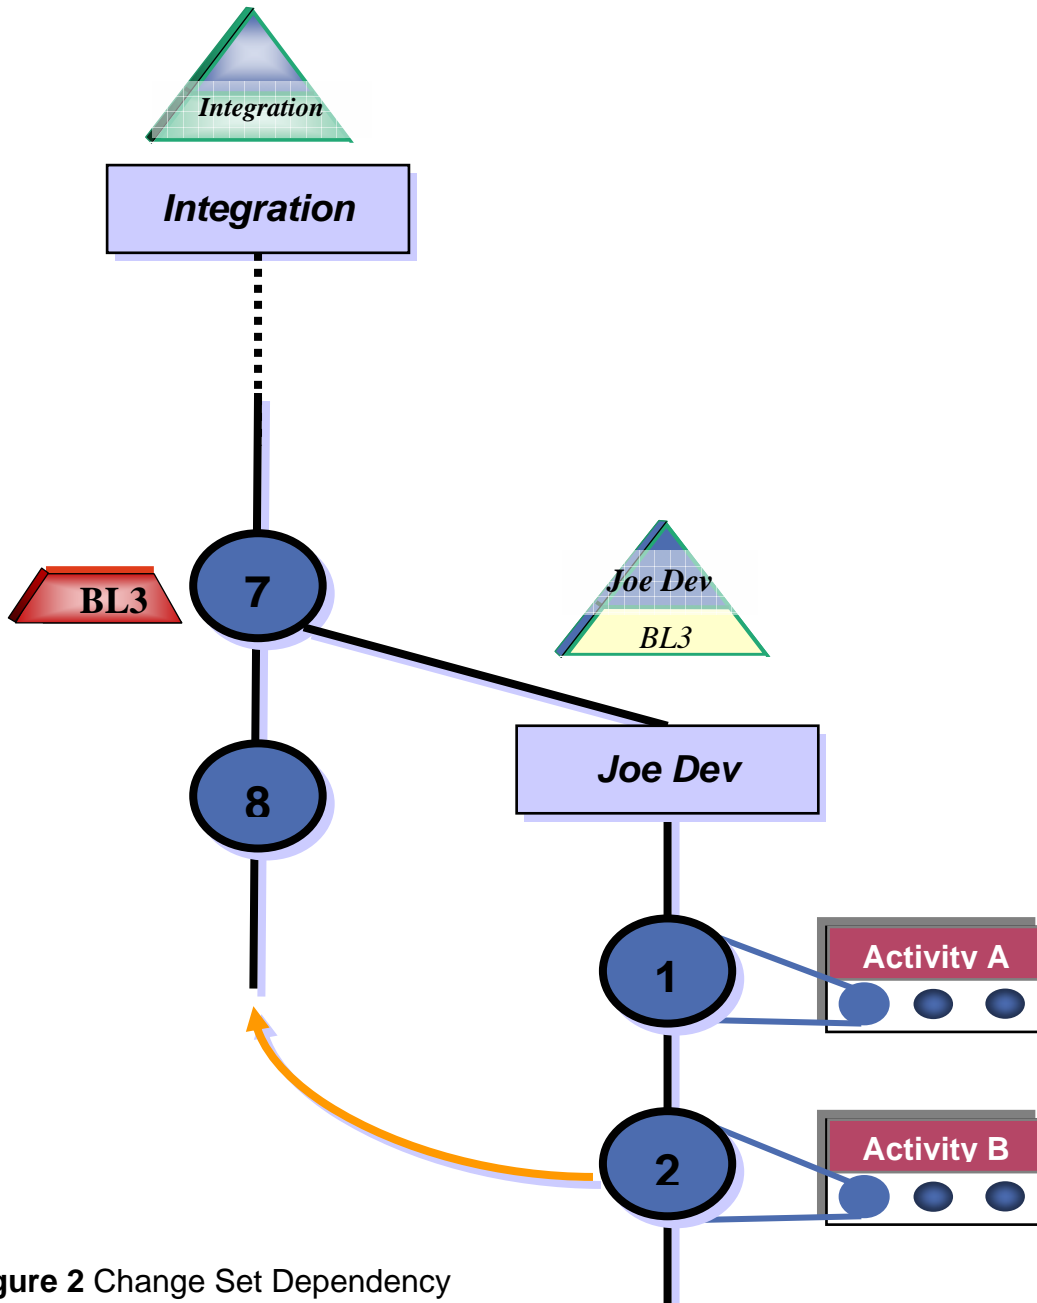 Integration
Integration
BL3
7
Joe Dev
BL3
8
Joe Dev
1
Activity A
2
Activity B
gure 2 Change Set Dependency